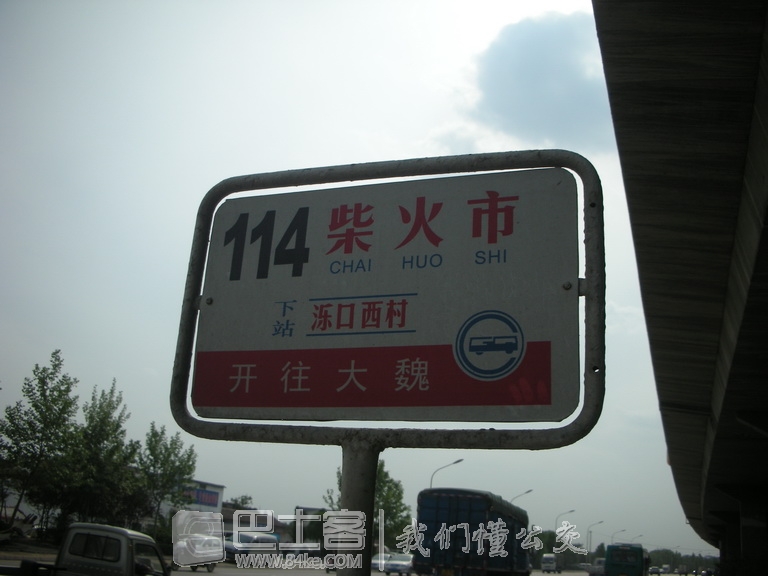 114 柴火市
CHAI HUO SHI
下站 泺口西村
开往大魏
巴士客 我们懂公交
www.84ke.com